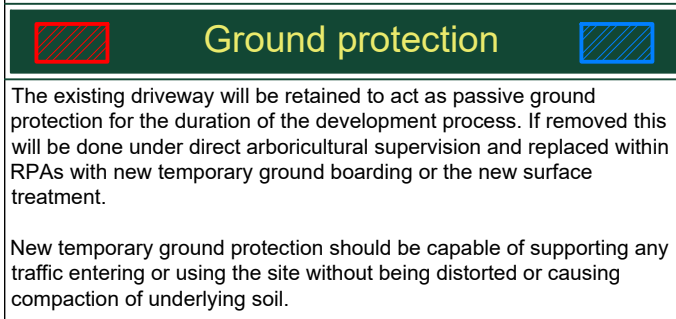 Ground protection
The existing driveway will be retained to act as passive ground
protection for the duration of the development process. If removed this
will be done under direct arboricultural supervision and replaced within
RPAs with new temporary ground boarding or the new surface
treatment.
New temporary ground protection should be capable of supporting any
traffic entering or using the site without being distorted or causing
compaction of underlying soil.